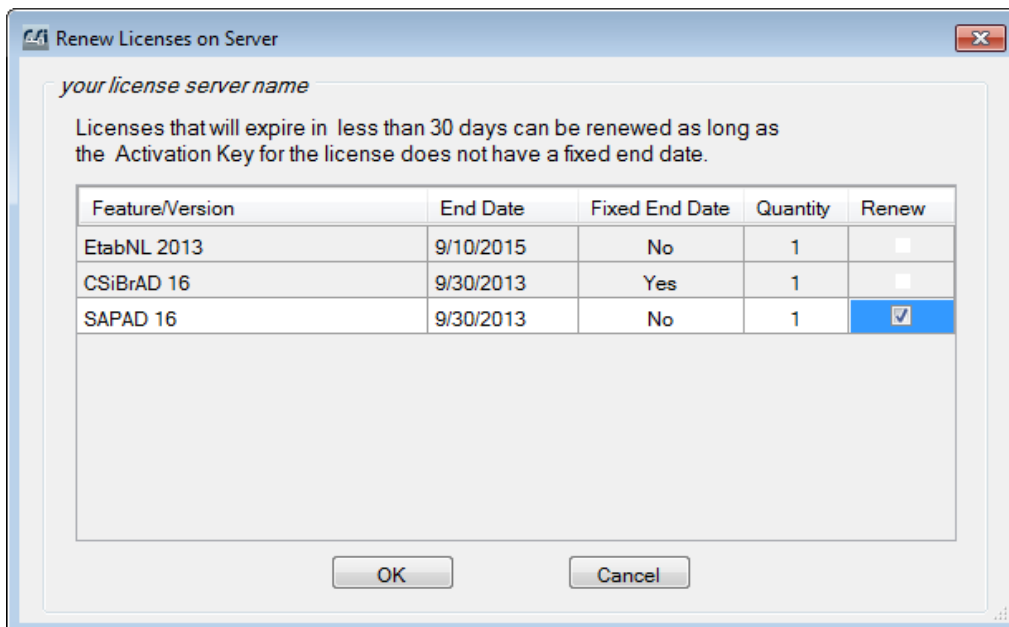 CSi Renew Licenses on Server
your license server name
Licenses that will expire in less than 30 days can be renewed as long as
the Activation Key for the license does not have a fixed end date.
Feature/Version End Date Fixed End Date Quantity Renew
EtabNL 2013 9/10/2015 No 1
CSiBrAD 16 9/30/2013 Yes 1
SAPAD 16 9/30/2013 No 1
OK Cancel